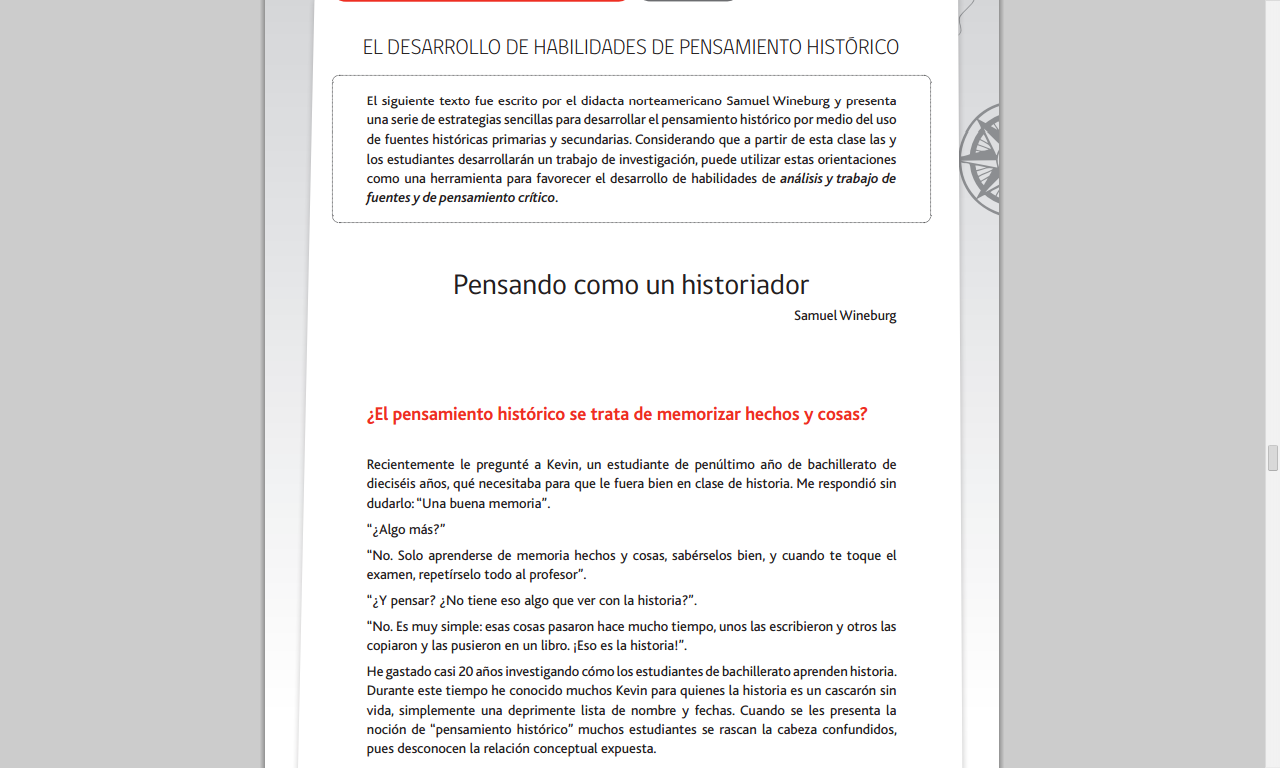 EL DESARROLLO DE HABILIDADES DE PENSAMIENTO HISTÓRICO
El siguiente texto fue escrito por el didacta norteamericano Samuel Wineburg y presenta
una serie de estrategias sencillas para desarrollar el pensamiento histórico por medio del uso
de fuentes históricas primarias y secundarias. Considerando que a partir de esta clase las y
los estudiantes desarrollarán un trabajo de investigación, puede utilizar estas orientaciones
como una herramienta para favorecer el desarrollo de habilidades de análisis y trabajo de
fuentes y de pensamiento crítico.
Pensando como un historiador
Samuel Wineburg
¿El pensamiento histórico se trata de memorizar hechos y cosas?
Recientemente le pregunté a Kevin, un estudiante de penúltimo año de bachillerato de
dieciséis años, qué necesitaba para que le fuera bien en clase de historia. Me respondió sin
dudarlo: “Una buena memoria”.
“¿Algo más?”
“No. Solo aprenderse de memoria hechos y cosas, sabérselos bien, y cuando te toque el
examen, repetírselo todo al profesor”.
“¿Y pensar? ¿No tiene eso algo que ver con la historia?”.
“No. Es muy simple: esas cosas pasaron hace mucho tiempo, unos las escribieron y otros las
copiaron y las pusieron en un libro. ¡Eso es la historia!”.
He gastado casi 20 años investigando cómo los estudiantes de bachillerato aprenden historia.
Durante este tiempo he conocido muchos Kevin para quienes la historia es un cascarón sin
vida, simplemente una deprimente lista de nombre y fechas. Cuando se les presenta la
noción de “pensamiento histórico” muchos estudiantes se rascan la cabeza confundidos,
pues desconocen la relación conceptual expuesta.